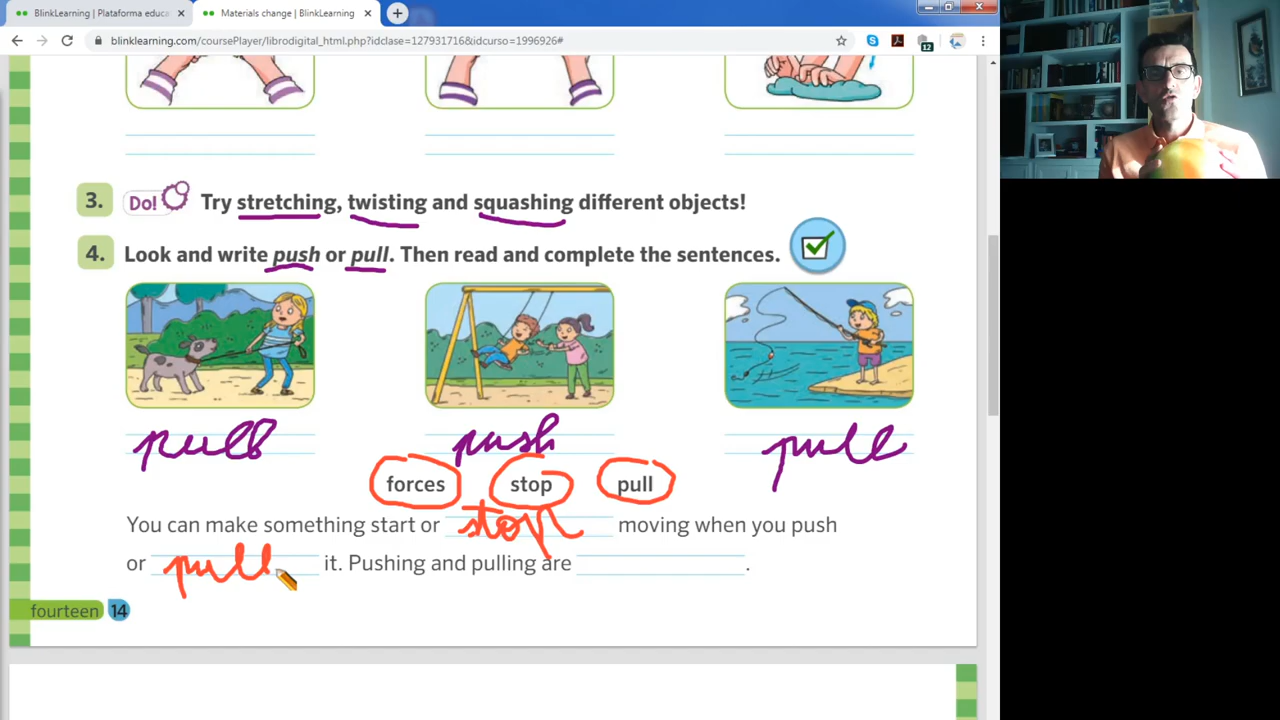 BlinkLearning | Plataforma educa
Materials change | BlinkLearning
blinklearning.com/coursePlayer/librodigital_html.php?idclase=127931716&idcurso=1996926#
12
3. Do! Try stretching, twisting and squashing different objects!
4. Look and write push or pull. Then read and complete the sentences.
pull push pull
forces stop pull
You can make something start or stop moving when you push
or pull it. Pushing and pulling are .
fourteen 14